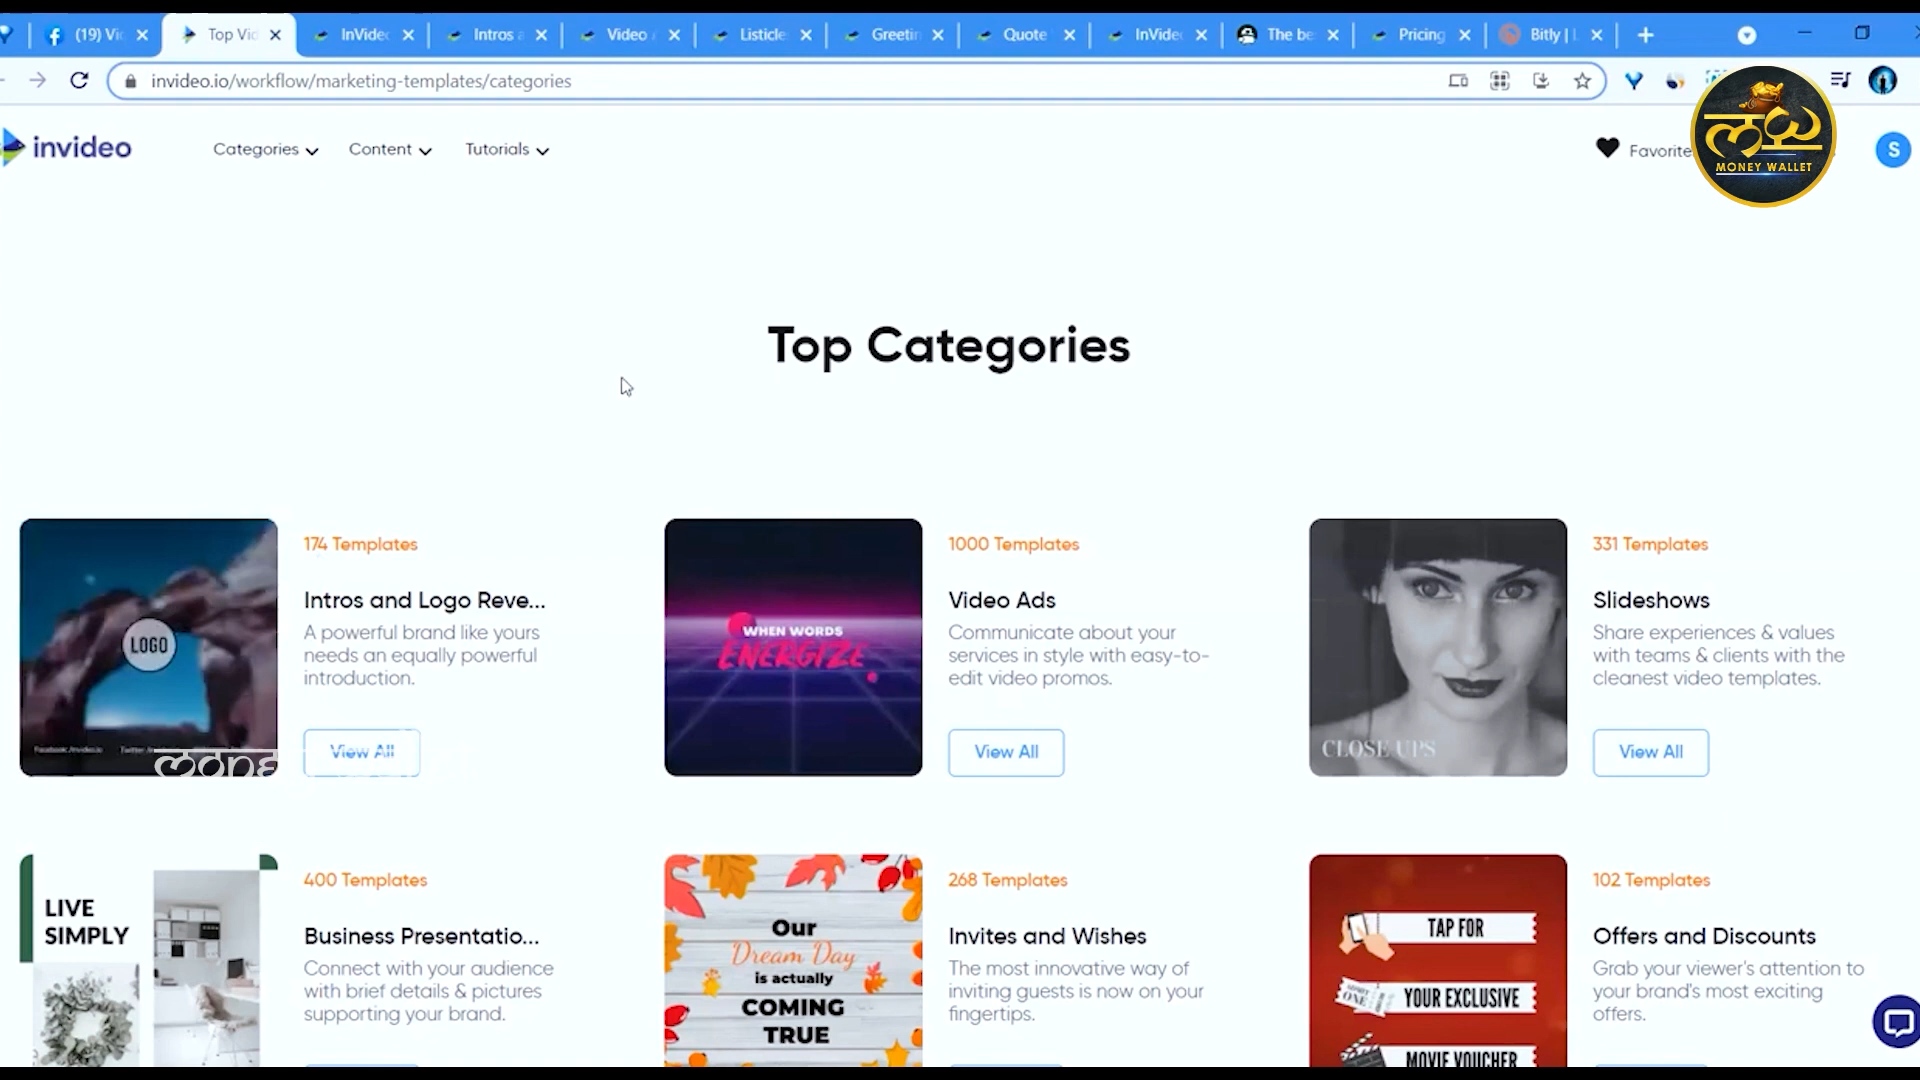 (19) Vi
Top Vid
InVide
Intros a
Video
Listicle
Greetin
Quote
InVide
The be
Pricing
Bitly |
invideo.io/workflow/marketing-templates/categories
invideo
Categories
Content
Tutorials
Favorite
MONEY WALLET
S
Top Categories
174 Templates
Intros and Logo Reve...
A powerful brand like yours
needs an equally powerful
introduction.
View All
LOGO
1000 Templates
Video Ads
Communicate about your
services in style with easy-to-
edit video promos.
View All
WHEN WORDS
ENERGIZE
331 Templates
Slideshows
Share experiences & values
with teams & clients with the
cleanest video templates.
View All
CLOSE UPS
400 Templates
Business Presentatio...
Connect with your audience
with brief details & pictures
supporting your brand.
LIVE
SIMPLY
268 Templates
Invites and Wishes
The most innovative way of
inviting guests is now on your
fingertips.
Our
Dream Day
is actually
COMING
TRUE
102 Templates
Offers and Discounts
Grab your viewer's attention to
your brand's most exciting
offers.
TAP FOR
YOUR EXCLUSIVE
MOVIE VOUCHER